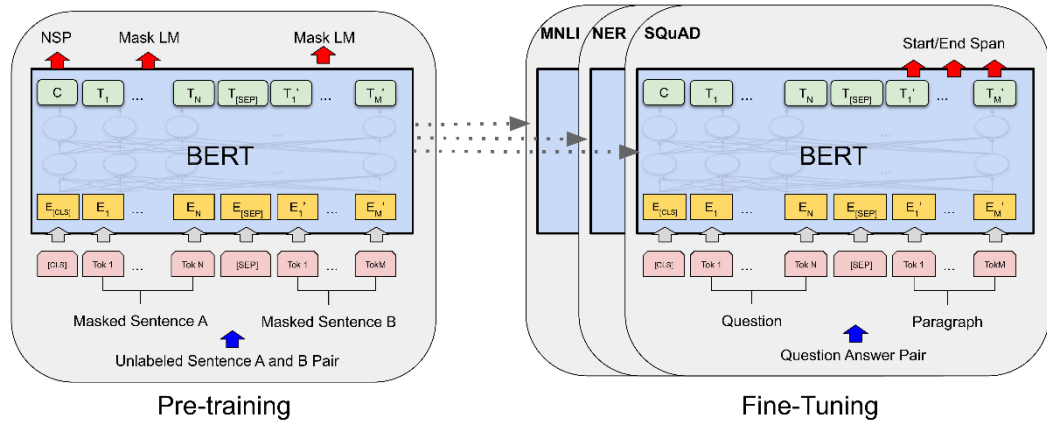 NSP Mask LM Mask LM
C T1 ... TN T[SEP] T1' ... TM'
...
BERT
...
E[CLS] E1 ... EN E[SEP] E1' ... EM'
[CLS] Tok 1 ... Tok N [SEP] Tok 1 ... TokM
Masked Sentence A Masked Sentence B
Unlabeled Sentence A and B Pair
Pre-training
MNLI NER SQuAD
Start/End Span
C T1 ... TN T[SEP] T1' ... TM'
...
BERT
...
E[CLS] E1 ... EN E[SEP] E1' ... EM'
[CLS] Tok 1 ... Tok N [SEP] Tok 1 ... TokM
Question Paragraph
Question Answer Pair
Fine-Tuning